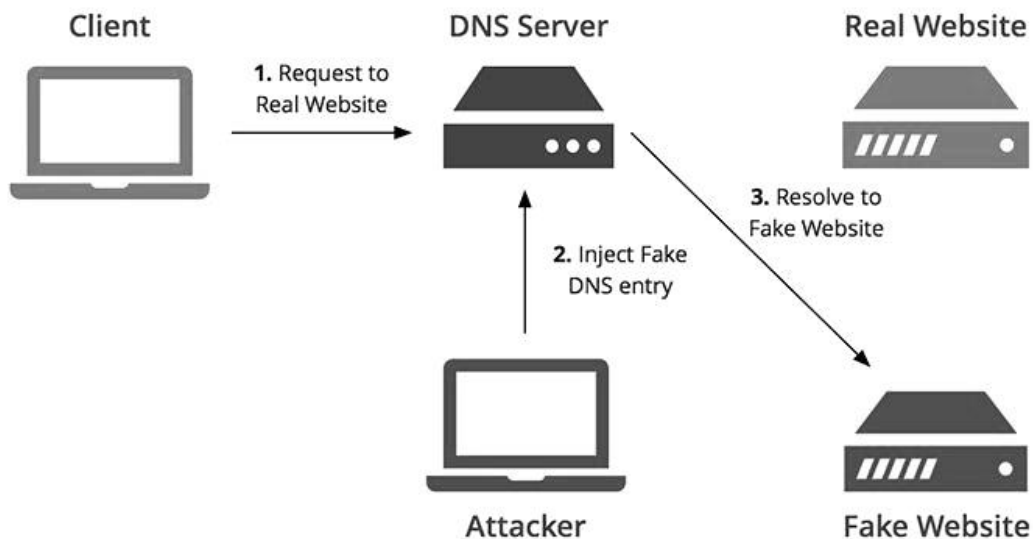 Client
DNS Server
Real Website
1. Request to
Real Website
3. Resolve to
Fake Website
2. Inject Fake
DNS entry
Attacker
Fake Website